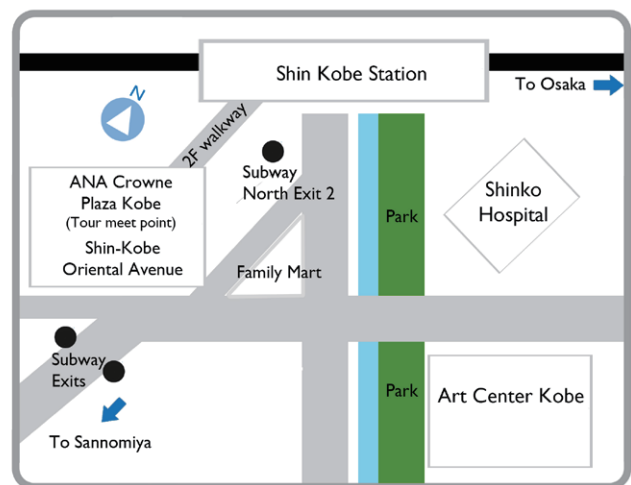 Shin Kobe Station
To Osaka
N
2F walkway
Subway
North Exit 2
ANA Crowne
Plaza Kobe
(Tour meet point)
Shin-Kobe
Oriental Avenue
Park
Shinko
Hospital
Family Mart
Subway
Exits
To Sannomiya
Park
Art Center Kobe